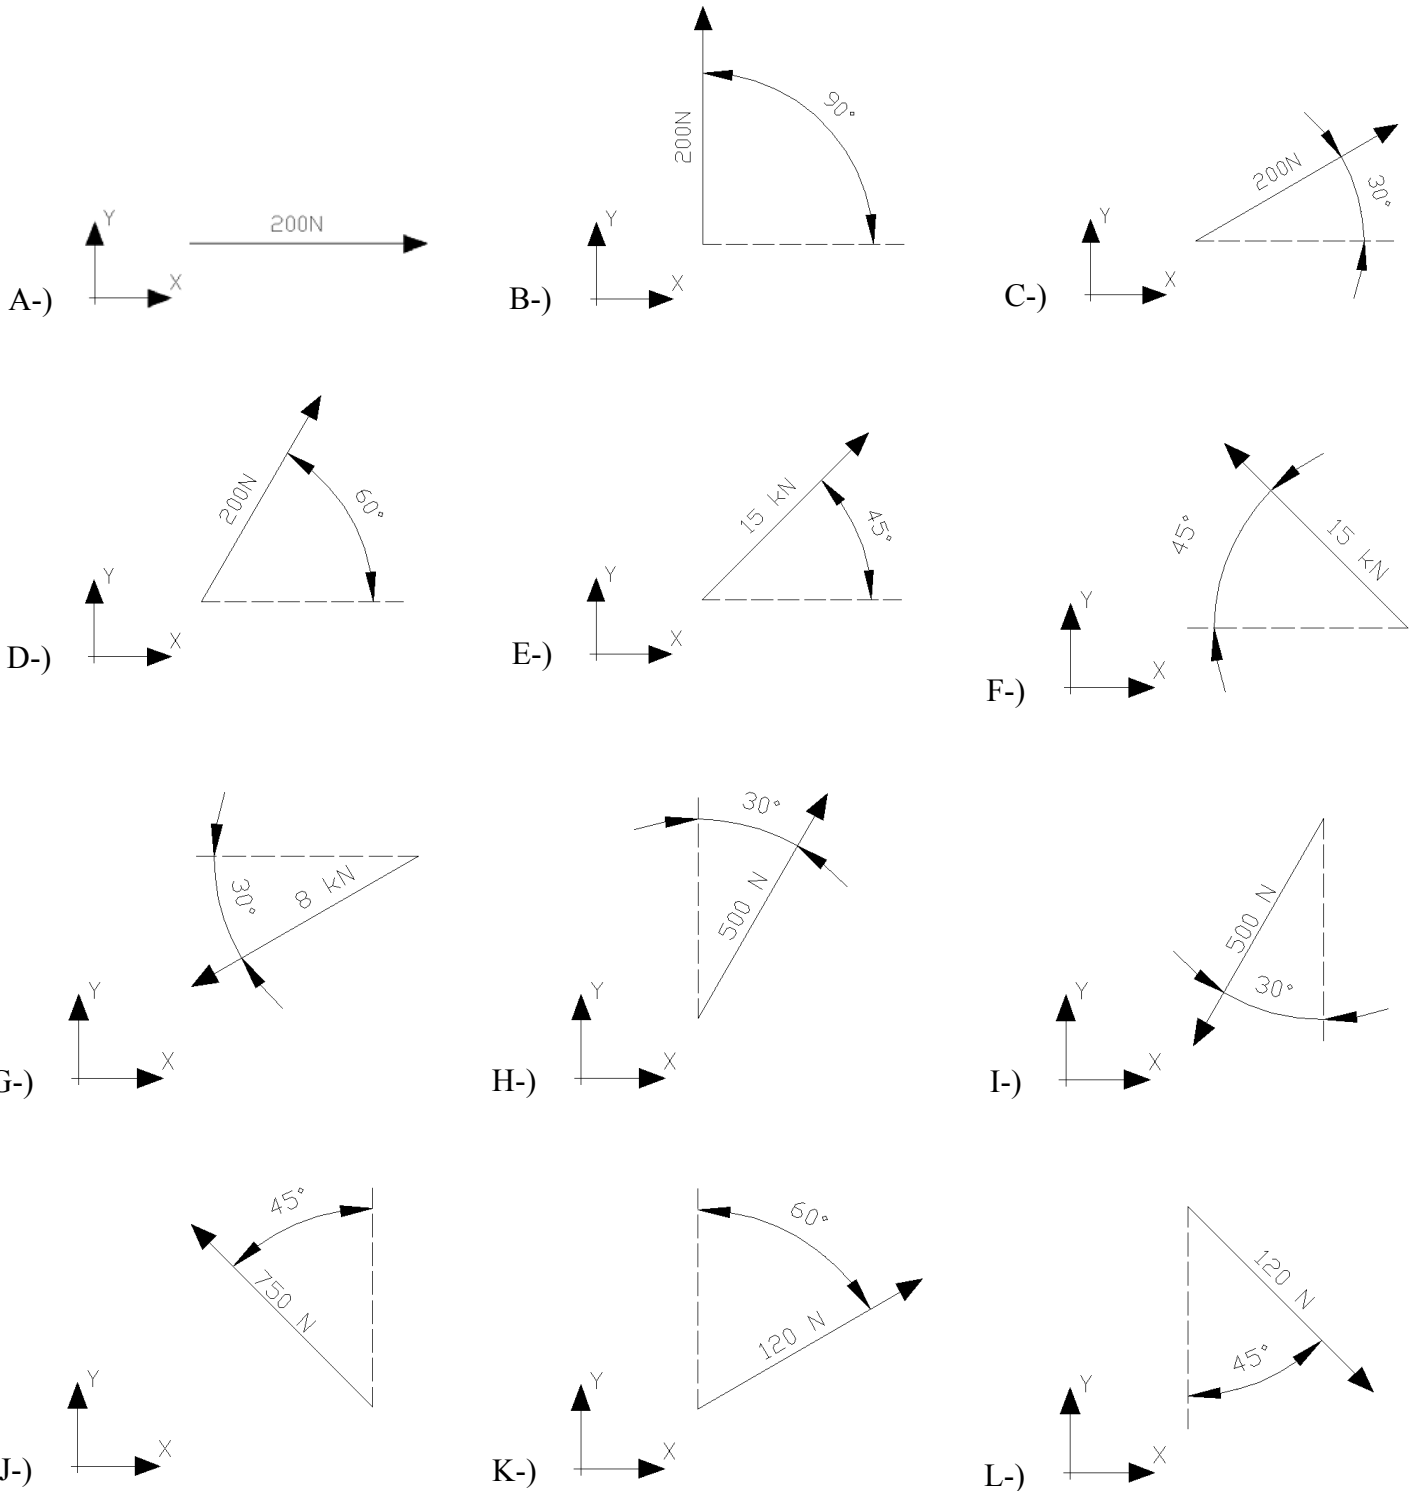 200N
Y
X
A-)
200N
90°
Y
X
B-)
200N
30°
Y
X
C-)
200N
60°
Y
X
D-)
15 kN
45°
Y
X
E-)
45°
15 kN
Y
X
F-)
30°
8 kN
Y
X
G-)
30°
500 N
Y
X
H-)
500 N
30°
Y
X
I-)
45°
750 N
Y
X
J-)
60°
120 N
Y
X
K-)
120 N
45°
Y
X
L-)